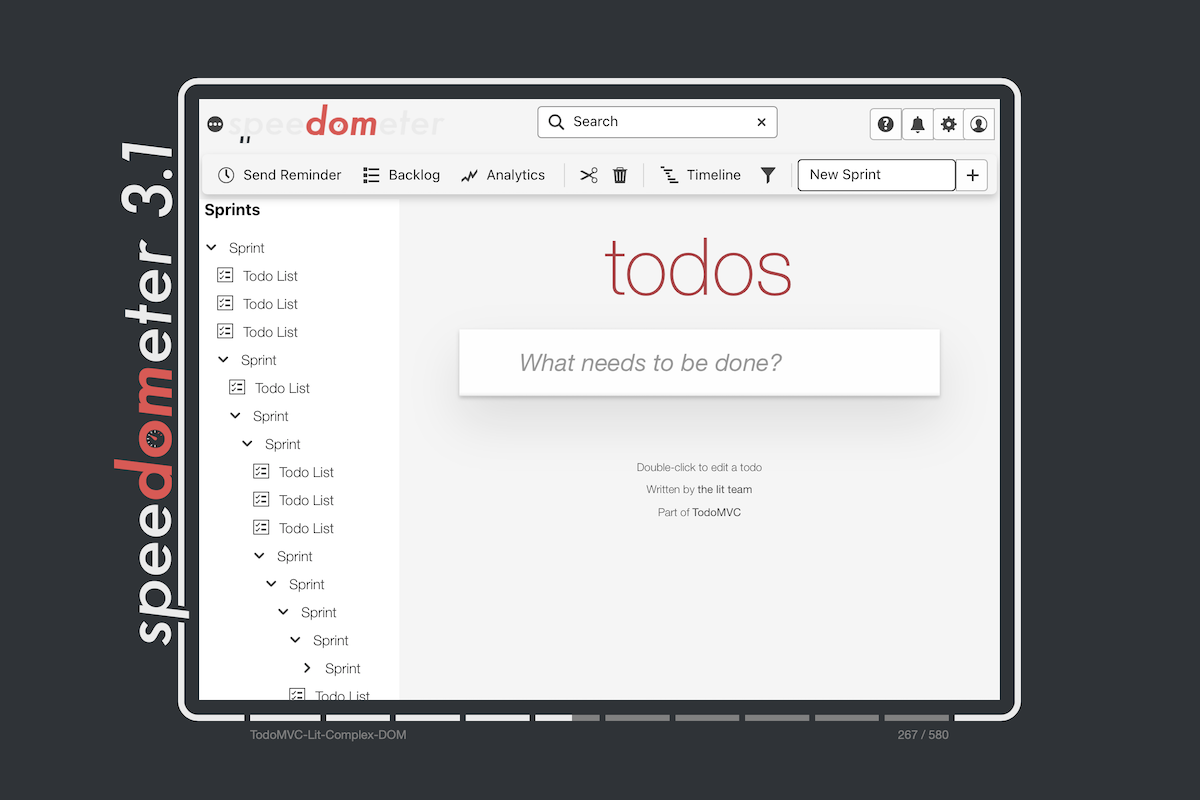 speedometer 3.1
speedometer
Search
Send Reminder
Backlog
Analytics
Timeline
New Sprint
Sprints
Sprint
Todo List
Todo List
Todo List
Sprint
Todo List
Sprint
Sprint
Todo List
Todo List
Todo List
Sprint
Sprint
Sprint
Sprint
Sprint
Todo List
todos
What needs to be done?
Double-click to edit a todo
Written by the lit team
Part of TodoMVC
TodoMVC-Lit-Complex-DOM
267 / 580